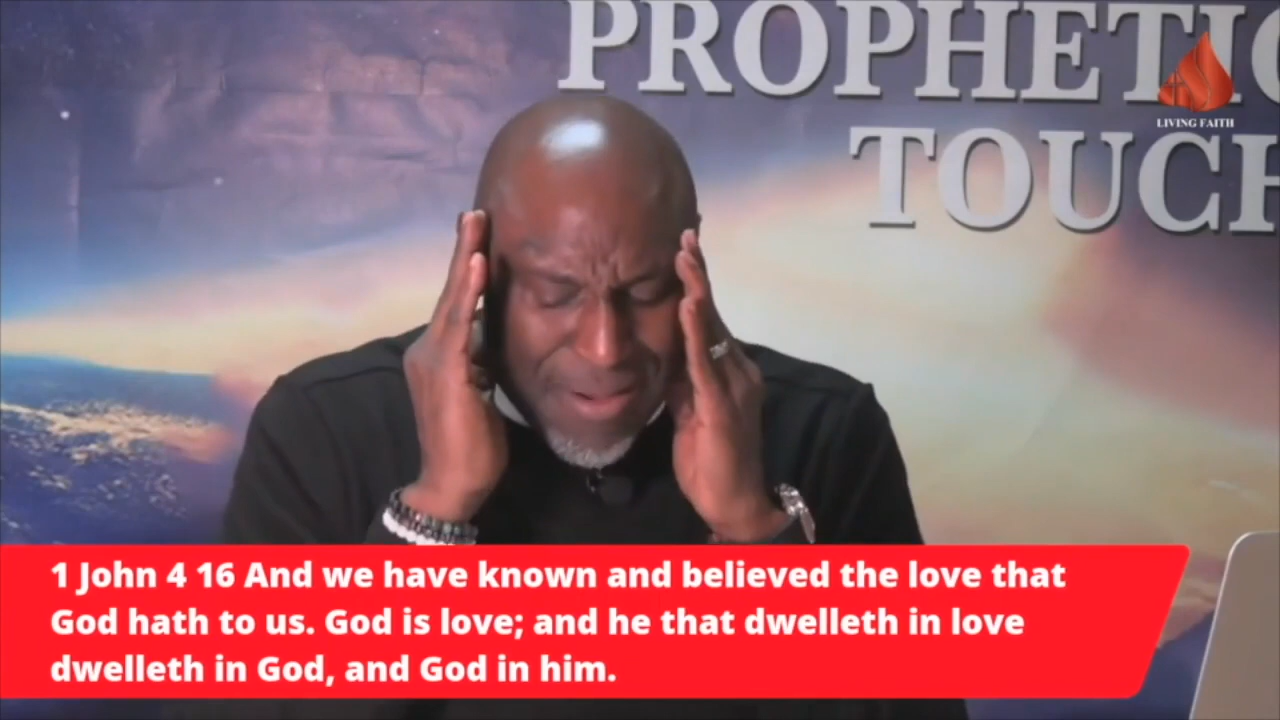 PROPHETIC
TOUCH
LIVING FAITH
1 John 4 16 And we have known and believed the love that
God hath to us. God is love; and he that dwelleth in love
dwelleth in God, and God in him.